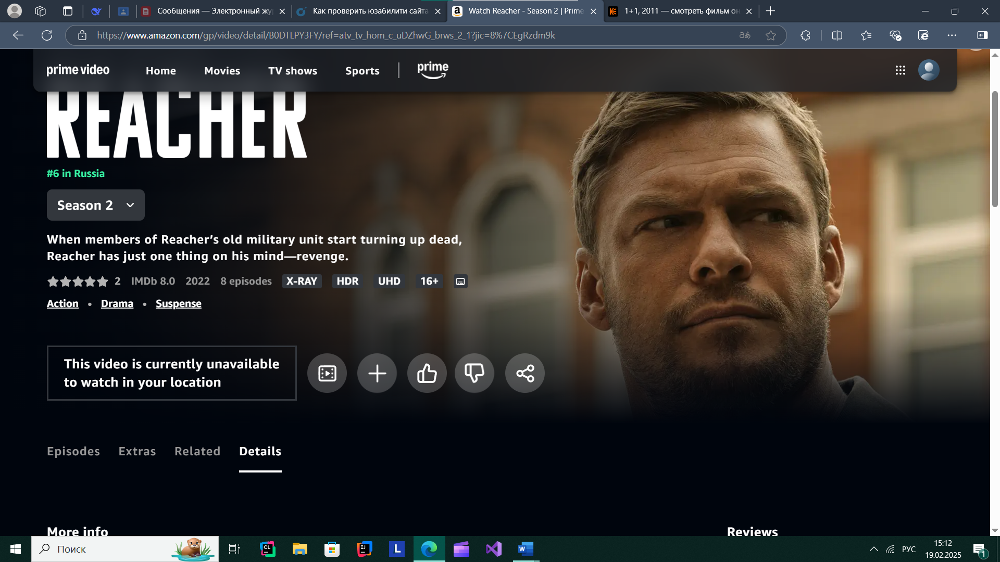 Сообщения — Электронный жур
Как проверить юзабилити сайта
Watch Reacher - Season 2 | Prime
1+1, 2011 — смотреть фильм он
https://www.amazon.com/gp/video/detail/B0DTLPY3FY/ref=atv_tv_hom_c_uDZhwG_brws_2_1?jic=8%7CEgRzdm9k
prime video
Home
Movies
TV shows
Sports
prime
REACHER
#6 in Russia
Season 2
When members of Reacher’s old military unit start turning up dead,
Reacher has just one thing on his mind—revenge.
2 IMDb 8.0 2022 8 episodes X-RAY HDR UHD 16+
Action • Drama • Suspense
This video is currently unavailable
to watch in your location
Episodes
Extras
Related
Details
More info
Reviews
Поиск
CL
IJ
L
W
РУС
15:12
19.02.2025
1